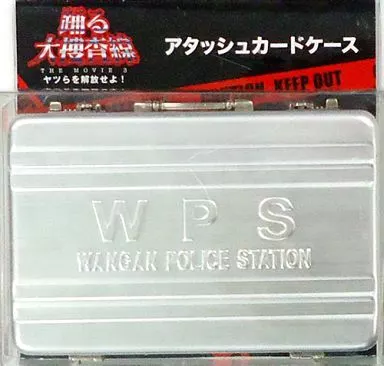 踊る
大捜査線
THE MOVIE 3
ヤツらを解放せよ!
アタッシュカードケース
KEEP OUT
W P S
WANGAN POLICE STATION